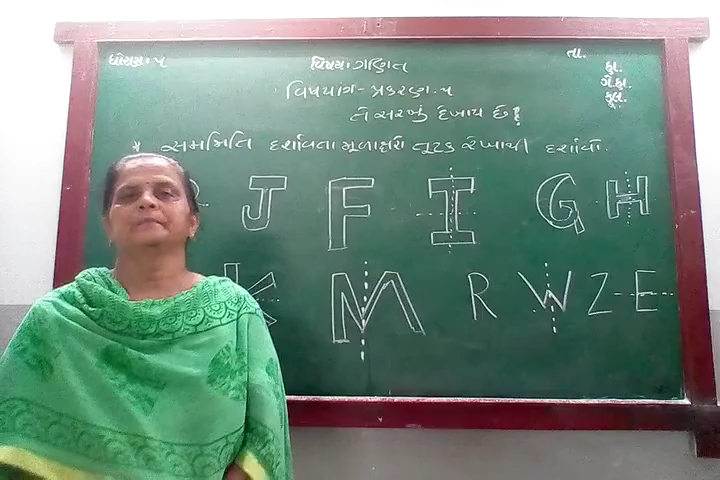 ધોરણ: ૫ વિષય: ગણિત તા.
હા.
ગે.હા.
કુલ.
વિષયાંગ - પ્રકરણ - ૫
તે સરખું દેખાય છે!
* સમમિતિ દર્શાવતા મૂળાક્ષરો તૂટક રેખાથી દર્શાવો.
J F I G H
K M R W Z E